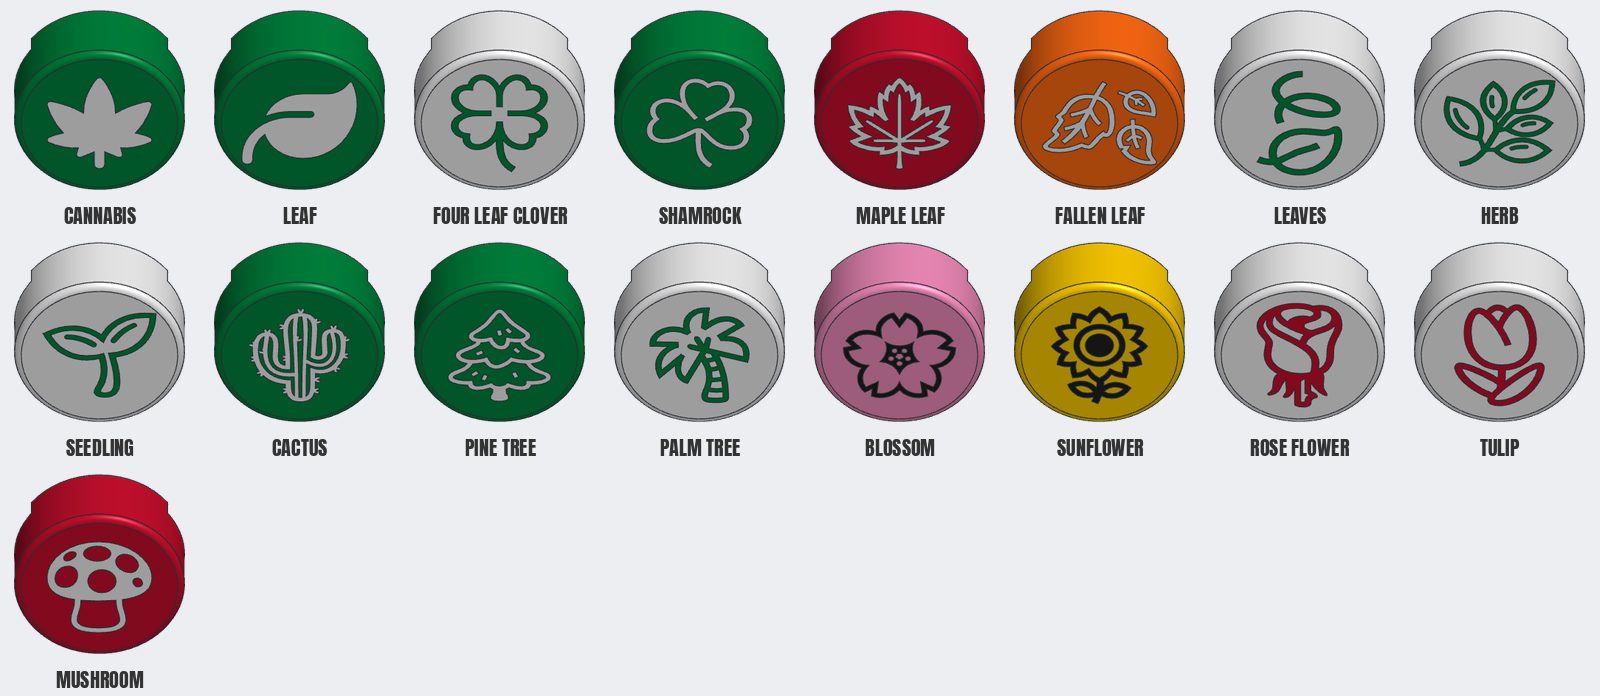 CANNABIS
LEAF
FOUR LEAF CLOVER
SHAMROCK
MAPLE LEAF
FALLEN LEAF
LEAVES
HERB
SEEDLING
CACTUS
PINE TREE
PALM TREE
BLOSSOM
SUNFLOWER
ROSE FLOWER
TULIP
MUSHROOM